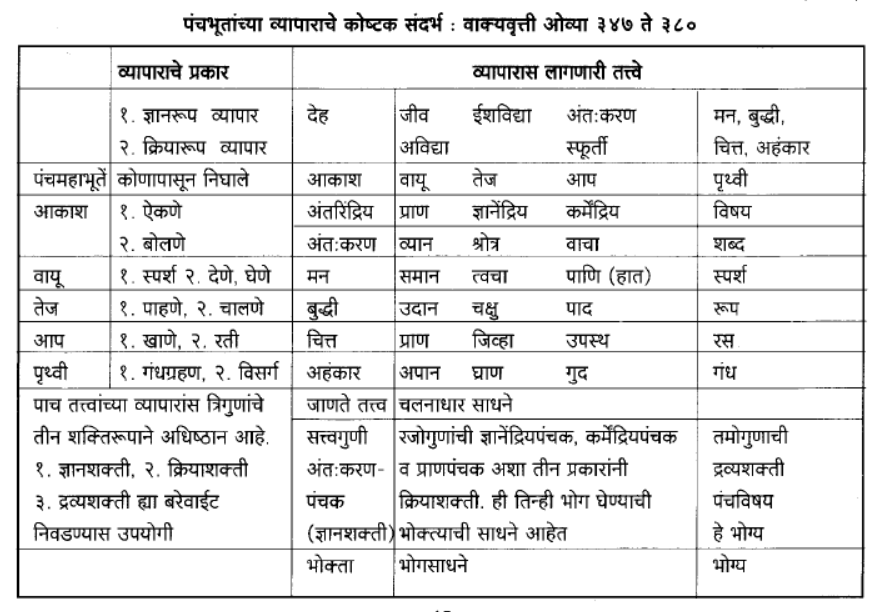 पंचभूतांच्या व्यापाराचे कोष्टक संदर्भ : वाक्यवृत्ती ओव्या ३४७ ते ३८०
व्यापाराचे प्रकार व्यापारास लागणारी तत्त्वे
१. ज्ञानरूप व्यापार देह जीव ईशविद्या अंतःकरण मन, बुद्धी,
२. क्रियारूप व्यापार अविद्या स्फूर्ती चित्त, अहंकार
पंचमहाभूतें कोणापासून निघाले आकाश वायू तेज आप पृथ्वी
आकाश १. ऐकणे अंतरिंद्रिय प्राण ज्ञानेंद्रिय कर्मेंद्रिय विषय
२. बोलणे अंतःकरण व्यान श्रोत्र वाचा शब्द
वायू १. स्पर्श २. देणे, घेणे मन समान त्वचा पाणि (हात) स्पर्श
तेज १. पाहणे, २. चालणे बुद्धी उदान चक्षु पाद रूप
आप १. खाणे, २. रती चित्त प्राण जिव्हा उपस्थ रस
पृथ्वी १. गंधग्रहण, २. विसर्ग अहंकार अपान घ्राण गुद गंध
पाच तत्त्वांच्या व्यापारांस त्रिगुणांचे जाणते तत्त्व चलनाधार साधने
तीन शक्तिरूपाने अधिष्ठान आहे. सत्त्वगुणी रजोगुणांची ज्ञानेंद्रियपंचक, कर्मेंद्रियपंचक तमोगुणाची
१. ज्ञानशक्ती, २. क्रियाशक्ती अंतःकरण- व प्राणपंचक अशा तीन प्रकारांनी द्रव्यशक्ती
३. द्रव्यशक्ती ह्या बरेवाईट पंचक क्रियाशक्ती. ही तिन्ही भोग घेण्याची पंचविषय
निवडण्यास उपयोगी (ज्ञानशक्ती) भोक्त्याची साधने आहेत हे भोग्य
भोक्ता भोगसाधने भोग्य